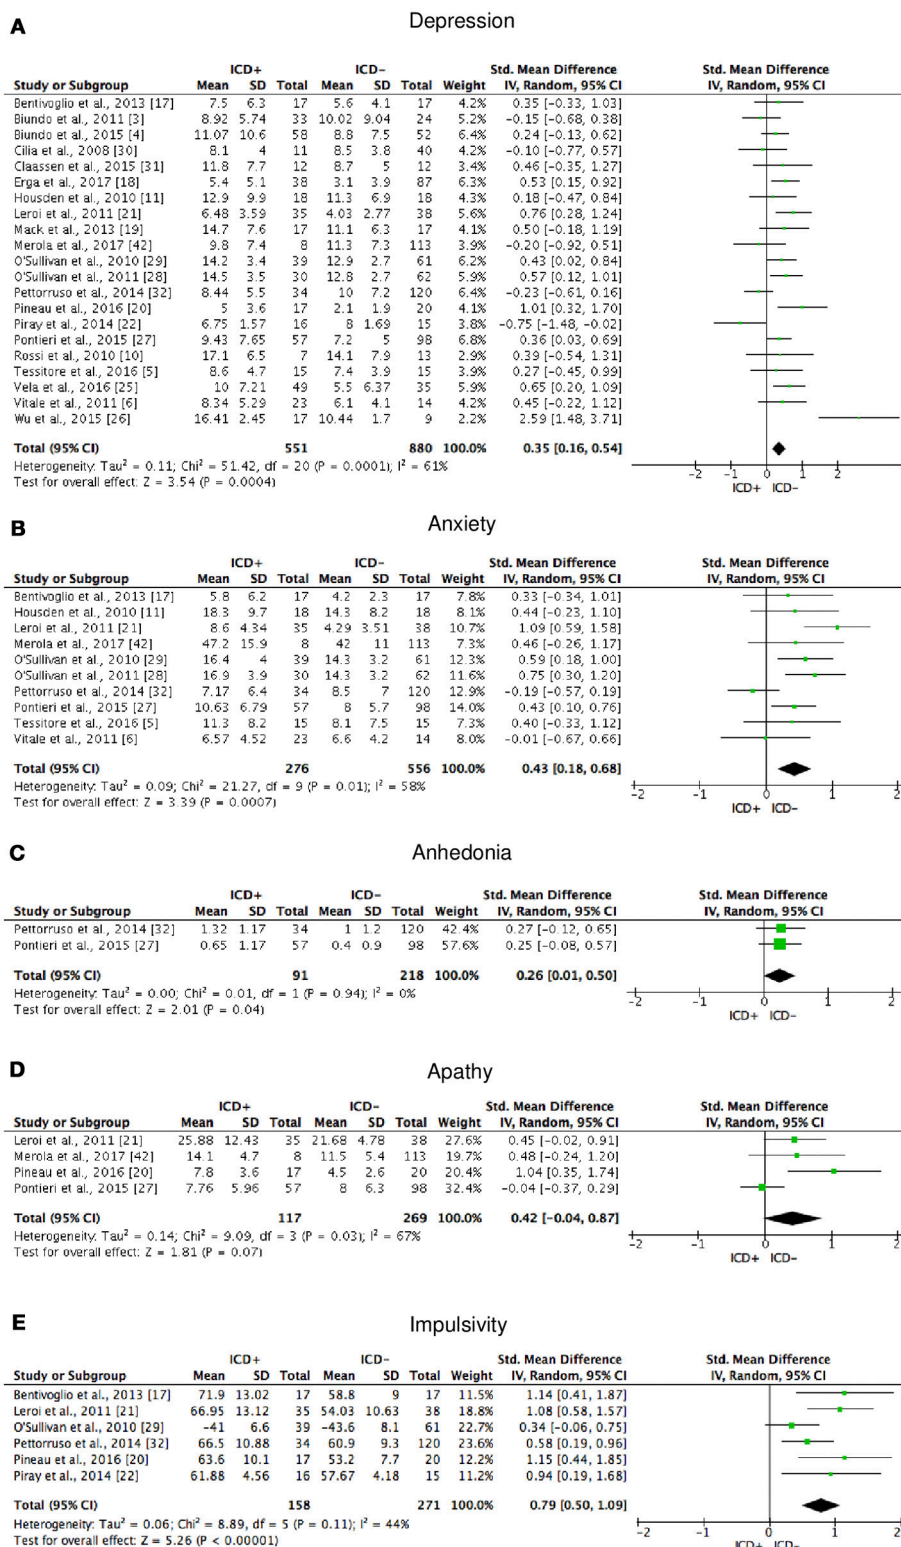 A Depression
ICD+ ICD− Std. Mean Difference Std. Mean Difference
Study or Subgroup Mean SD Total Mean SD Total Weight IV, Random, 95% CI IV, Random, 95% CI
Bentivoglio et al., 2013 [17] 7.5 6.3 17 5.6 4.1 17 4.2% 0.35 [−0.33, 1.03]
Biundo et al., 2011 [3] 8.92 5.74 33 10.02 9.04 24 5.2% −0.15 [−0.68, 0.38]
Biundo et al., 2015 [4] 11.07 10.6 58 8.8 7.5 52 6.5% 0.24 [−0.13, 0.62]
Cilia et al., 2008 [30] 8.1 4 11 8.5 3.8 40 4.2% −0.10 [−0.77, 0.57]
Claassen et al., 2015 [31] 11.8 7.7 12 8.7 5 12 3.4% 0.46 [−0.35, 1.27]
Erga et al., 2017 [18] 5.4 5.1 38 3.1 3.9 87 6.3% 0.53 [0.15, 0.92]
Housden et al., 2010 [11] 12.9 9.9 18 11.3 6.9 18 4.3% 0.18 [−0.47, 0.84]
Leroi et al., 2011 [21] 6.48 3.59 35 4.03 2.77 38 5.6% 0.76 [0.28, 1.24]
Mack et al., 2013 [19] 14.7 7.6 17 11.1 6.3 17 4.1% 0.50 [−0.18, 1.19]
Merola et al., 2017 [42] 9.8 7.4 8 11.3 7.3 113 3.9% −0.20 [−0.92, 0.51]
O'Sullivan et al., 2010 [29] 14.2 3.4 39 12.9 2.7 61 6.2% 0.43 [0.02, 0.84]
O'Sullivan et al., 2011 [28] 14.5 3.5 30 12.8 2.7 62 5.9% 0.57 [0.12, 1.01]
Pettorruso et al., 2014 [32] 8.44 5.5 34 10 7.2 120 6.4% −0.23 [−0.61, 0.16]
Pineau et al., 2016 [20] 5 3.6 17 2.1 1.9 20 4.1% 1.01 [0.32, 1.70]
Piray et al., 2014 [22] 6.75 1.57 16 8 1.69 15 3.8% −0.75 [−1.48, −0.02]
Pontieri et al., 2015 [27] 9.43 7.65 57 7.2 5 98 6.8% 0.36 [0.03, 0.69]
Rossi et al., 2010 [10] 17.1 6.5 7 14.1 7.9 13 2.9% 0.39 [−0.54, 1.31]
Tessitore et al., 2016 [5] 8.6 4.7 15 7.4 3.9 15 3.9% 0.27 [−0.45, 0.99]
Vela et al., 2016 [25] 10 7.21 49 5.5 6.37 35 5.9% 0.65 [0.20, 1.09]
Vitale et al., 2011 [6] 8.34 5.29 23 6.1 4.1 14 4.2% 0.45 [−0.22, 1.12]
Wu et al., 2015 [26] 16.41 2.45 17 10.44 1.7 9 2.2% 2.59 [1.48, 3.71]
Total (95% CI) 551 880 100.0% 0.35 [0.16, 0.54]
Heterogeneity: Tau² = 0.11; Chi² = 51.42, df = 20 (P = 0.0001); I² = 61%
Test for overall effect: Z = 3.54 (P = 0.0004)
−2 −1 0 1 2
ICD+ ICD−
B Anxiety
ICD+ ICD− Std. Mean Difference Std. Mean Difference
Study or Subgroup Mean SD Total Mean SD Total Weight IV, Random, 95% CI IV, Random, 95% CI
Bentivoglio et al., 2013 [17] 5.8 6.2 17 4.2 2.3 17 7.8% 0.33 [−0.34, 1.01]
Housden et al., 2010 [11] 18.3 9.7 18 14.3 8.2 18 8.1% 0.44 [−0.23, 1.10]
Leroi et al., 2011 [21] 8.6 4.34 35 4.29 3.51 38 10.7% 1.09 [0.59, 1.58]
Merola et al., 2017 [42] 47.2 15.9 8 42 11 113 7.3% 0.46 [−0.26, 1.17]
O'Sullivan et al., 2010 [29] 16.4 4 39 14.3 3.2 61 12.3% 0.59 [0.18, 1.00]
O'Sullivan et al., 2011 [28] 16.9 3.9 30 14.3 3.2 62 11.6% 0.75 [0.30, 1.20]
Pettorruso et al., 2014 [32] 7.17 6.4 34 8.5 7 120 12.9% −0.19 [−0.57, 0.19]
Pontieri et al., 2015 [27] 10.63 6.79 57 8 5.7 98 14.0% 0.43 [0.10, 0.76]
Tessitore et al., 2016 [5] 11.3 8.2 15 8.1 7.5 15 7.3% 0.40 [−0.33, 1.12]
Vitale et al., 2011 [6] 6.57 4.52 23 6.6 4.2 14 8.0% −0.01 [−0.67, 0.66]
Total (95% CI) 276 556 100.0% 0.43 [0.18, 0.68]
Heterogeneity: Tau² = 0.09; Chi² = 21.27, df = 9 (P = 0.01); I² = 58%
Test for overall effect: Z = 3.39 (P = 0.0007)
−2 −1 0 1 2
ICD+ ICD−
C Anhedonia
ICD+ ICD− Std. Mean Difference Std. Mean Difference
Study or Subgroup Mean SD Total Mean SD Total Weight IV, Random, 95% CI IV, Random, 95% CI
Pettorruso et al., 2014 [32] 1.32 1.17 34 1 1.2 120 42.4% 0.27 [−0.12, 0.65]
Pontieri et al., 2015 [27] 0.65 1.17 57 0.4 0.9 98 57.6% 0.25 [−0.08, 0.57]
Total (95% CI) 91 218 100.0% 0.26 [0.01, 0.50]
Heterogeneity: Tau² = 0.00; Chi² = 0.01, df = 1 (P = 0.94); I² = 0%
Test for overall effect: Z = 2.01 (P = 0.04)
−2 −1 0 1 2
ICD+ ICD−
D Apathy
ICD+ ICD− Std. Mean Difference Std. Mean Difference
Study or Subgroup Mean SD Total Mean SD Total Weight IV, Random, 95% CI IV, Random, 95% CI
Leroi et al., 2011 [21] 25.88 12.43 35 21.68 4.78 38 27.6% 0.45 [−0.02, 0.91]
Merola et al., 2017 [42] 14.1 4.7 8 11.5 5.4 113 19.7% 0.48 [−0.24, 1.20]
Pineau et al., 2016 [20] 7.8 3.6 17 4.5 2.6 20 20.4% 1.04 [0.35, 1.74]
Pontieri et al., 2015 [27] 7.76 5.96 57 8 6.3 98 32.4% −0.04 [−0.37, 0.29]
Total (95% CI) 117 269 100.0% 0.42 [−0.04, 0.87]
Heterogeneity: Tau² = 0.14; Chi² = 9.09, df = 3 (P = 0.03); I² = 67%
Test for overall effect: Z = 1.81 (P = 0.07)
−2 −1 0 1 2
ICD+ ICD−
E Impulsivity
ICD+ ICD− Std. Mean Difference Std. Mean Difference
Study or Subgroup Mean SD Total Mean SD Total Weight IV, Random, 95% CI IV, Random, 95% CI
Bentivoglio et al., 2013 [17] 71.9 13.02 17 58.8 9 17 11.5% 1.14 [0.41, 1.87]
Leroi et al., 2011 [21] 66.95 13.12 35 54.03 10.63 38 18.8% 1.08 [0.58, 1.57]
O'Sullivan et al., 2010 [29] −41 6.6 39 −43.6 8.1 61 22.7% 0.34 [−0.06, 0.75]
Pettorruso et al., 2014 [32] 66.5 10.88 34 60.9 9.3 120 23.6% 0.58 [0.19, 0.96]
Pineau et al., 2016 [20] 63.6 10.1 17 53.2 7.7 20 12.2% 1.15 [0.44, 1.85]
Piray et al., 2014 [22] 61.88 4.56 16 57.67 4.18 15 11.2% 0.94 [0.19, 1.68]
Total (95% CI) 158 271 100.0% 0.79 [0.50, 1.09]
Heterogeneity: Tau² = 0.06; Chi² = 8.89, df = 5 (P = 0.11); I² = 44%
Test for overall effect: Z = 5.26 (P < 0.00001)
−2 −1 0 1 2
ICD+ ICD−